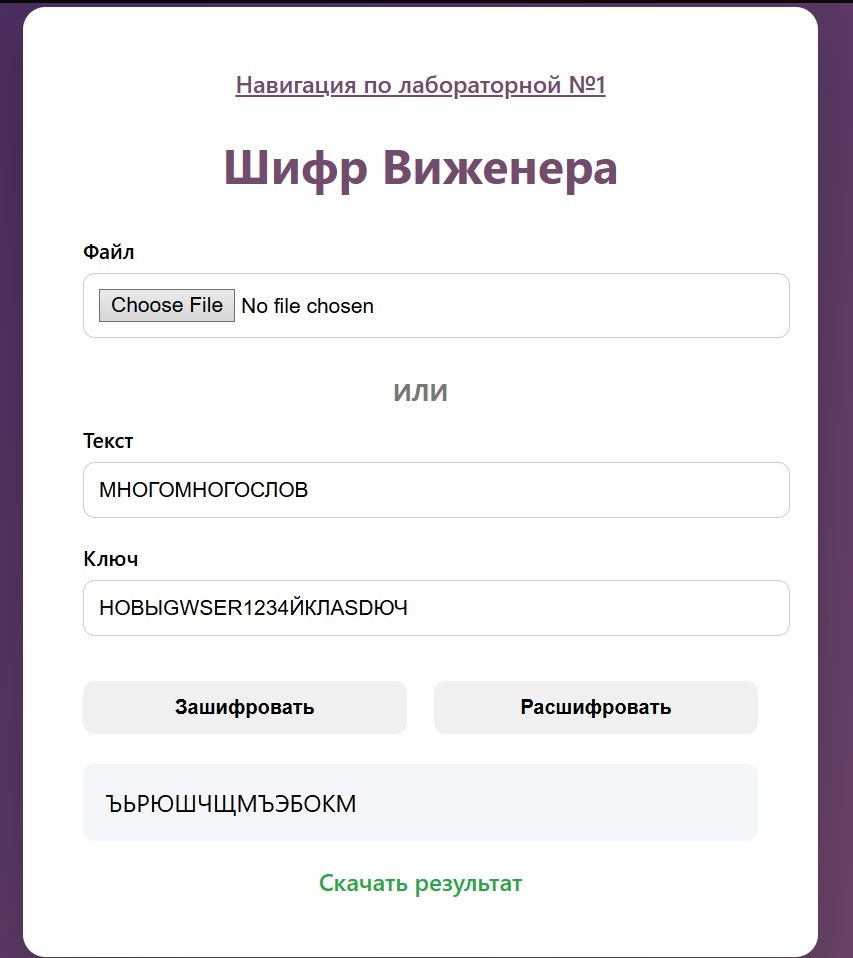 Навигация по лабораторной №1
Шифр Виженера
Файл
Choose File No file chosen
ИЛИ
Текст
МНОГОМНОГОСЛОВ
Ключ
НОВЫGWSER1234ЙКЛASDЮЧ
Зашифровать Расшифровать
ЪЬРЮШЧЩМЪЭБОКМ
Скачать результат